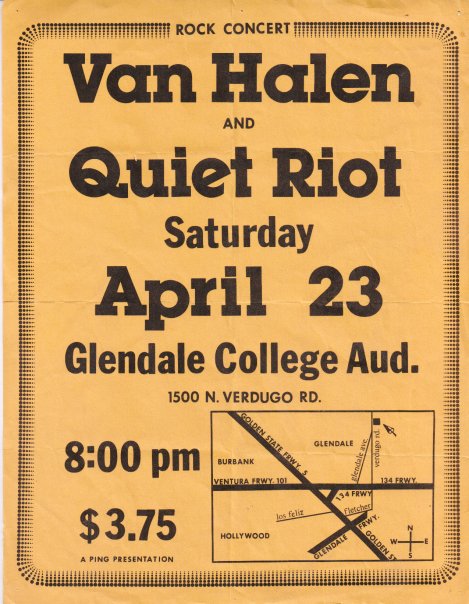 ROCK CONCERT
Van Halen
AND
Quiet Riot
Saturday
April 23
Glendale College Aud.
1500 N. VERDUGO RD.
8:00 pm
$3.75
A PING PRESENTATION
GOLDEN STATE FRWY. 5
GLENDALE
glendale ave
verdugo rd
BURBANK
VENTURA FRWY. 101
134 FRWY.
134 FRWY
los feliz
fletcher
HOLLYWOOD
GLENDALE FRWY.
GOLDEN ST.
N
W
E
S